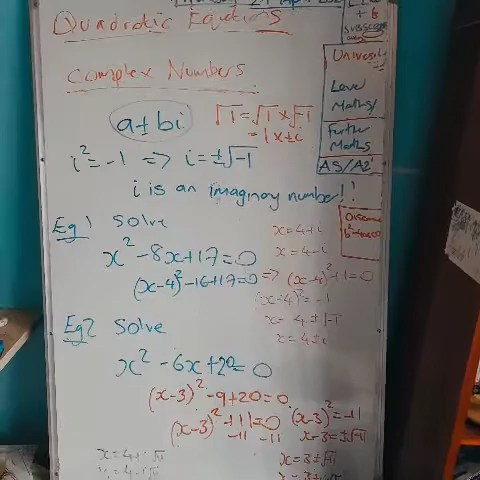 Quadratic Equations
Complex Numbers
a+bi
√1 = √1 × √-1
= 1 × ± i
i² = -1 => i = ±√-1
i is an imaginary number!!
Eg1 Solve
x² - 8x + 17 = 0
(x-4)² - 16 + 17 = 0 => (x-4)² + 1 = 0
(x-4)² = -1
x = 4 ± √-1
x = 4 ± i
x = 4 + i
x = 4 - i
Eg2 Solve
x² - 6x + 20 = 0
(x-3)² - 9 + 20 = 0
(x-3)² + 11 = 0
-11 -11
(x-3)² = -11
x-3 = ±√-11
x = 3 ± √-11
x = 4 + i√11
x = 4 - i√11
+ B
University
Level
Maths/
Further
Maths
AS/A2